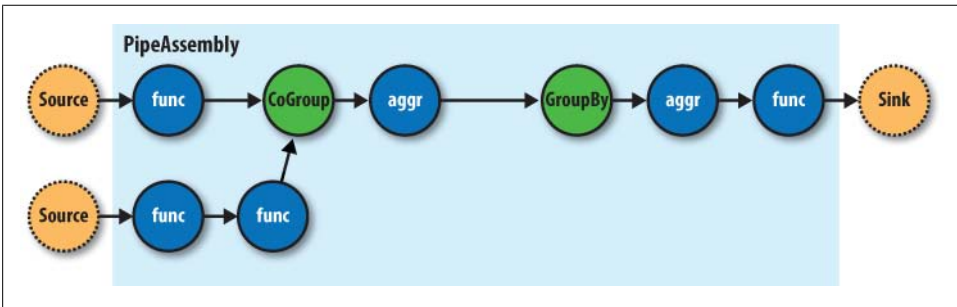 PipeAssembly
Source func CoGroup aggr GroupBy aggr func Sink
Source func func